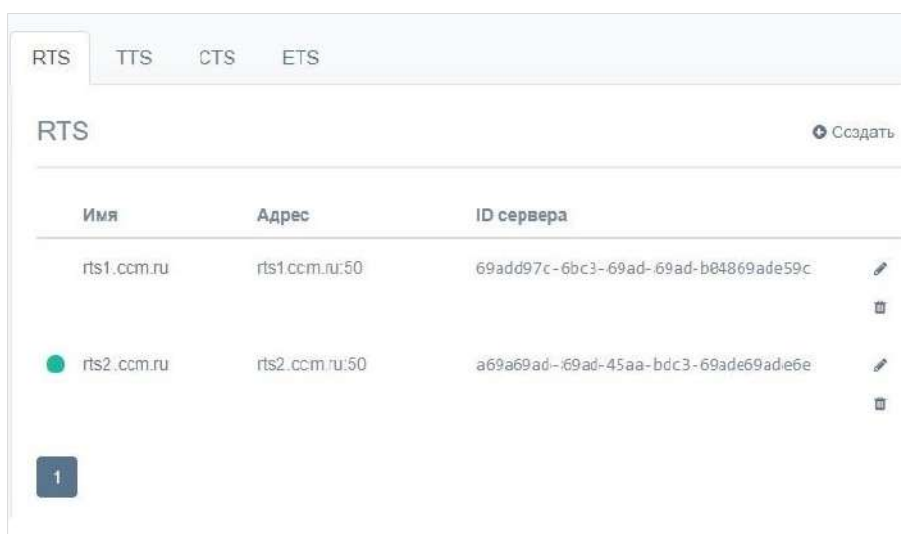 RTS TTS CTS ETS
RTS
Создать
Имя Адрес ID сервера
rts1.ccm.ru rts1.ccm.ru:50 69add97c-6bc3-69ad-69ad-b04869ade59c
rts2.ccm.ru rts2.ccm.ru:50 a69a69ad-69ad-45aa-bdc3-69ade69ade6e
1